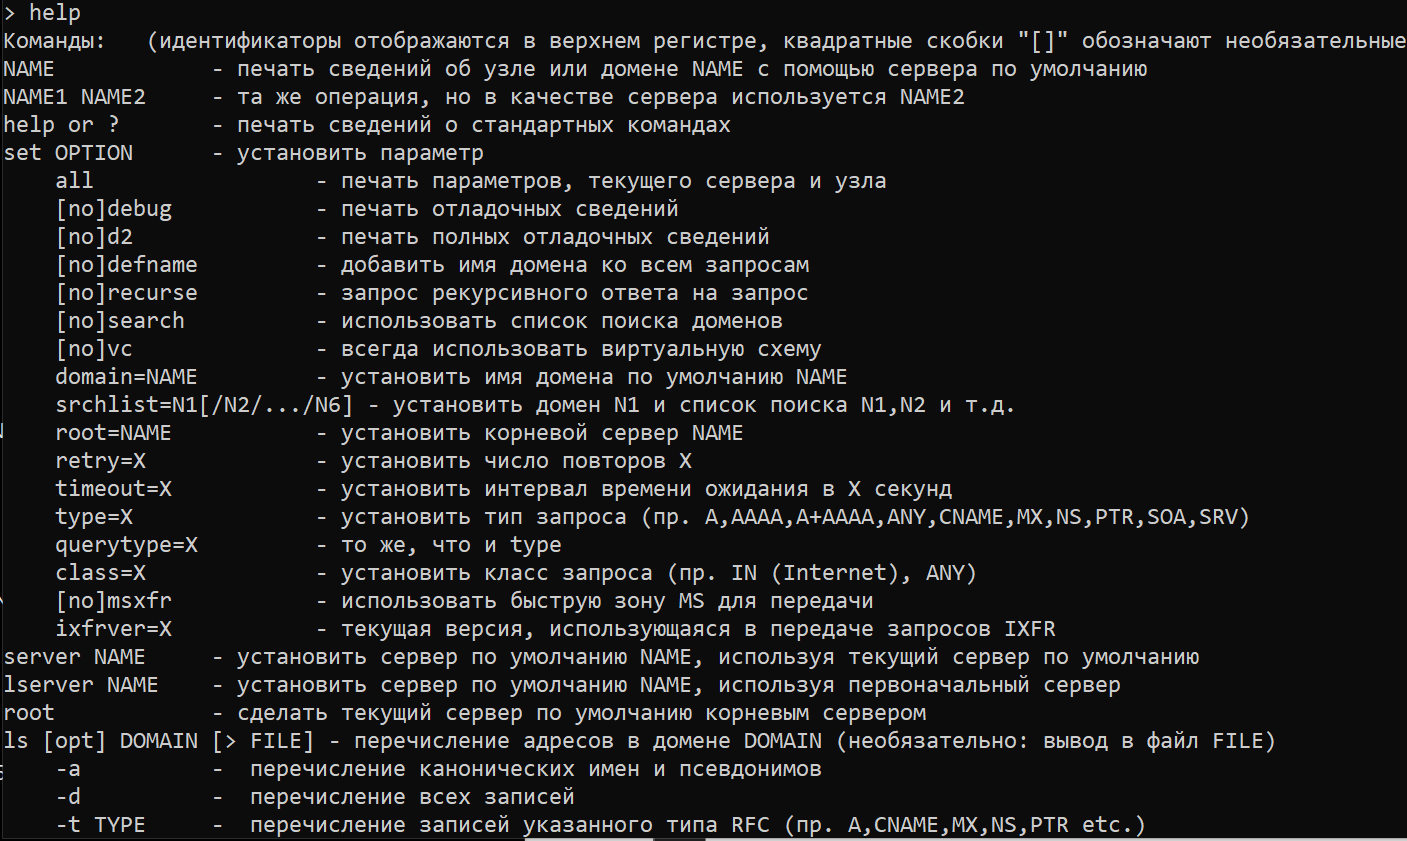 > help
Команды:   (идентификаторы отображаются в верхнем регистре, квадратные скобки "[]" обозначают необязательные
NAME            - печать сведений об узле или домене NAME с помощью сервера по умолчанию
NAME1 NAME2     - та же операция, но в качестве сервера используется NAME2
help or ?       - печать сведений о стандартных командах
set OPTION      - установить параметр
    all                 - печать параметров, текущего сервера и узла
    [no]debug           - печать отладочных сведений
    [no]d2              - печать полных отладочных сведений
    [no]defname         - добавить имя домена ко всем запросам
    [no]recurse         - запрос рекурсивного ответа на запрос
    [no]search          - использовать список поиска доменов
    [no]vc              - всегда использовать виртуальную схему
    domain=NAME         - установить имя домена по умолчанию NAME
    srchlist=N1[/N2/.../N6] - установить домен N1 и список поиска N1,N2 и т.д.
    root=NAME           - установить корневой сервер NAME
    retry=X             - установить число повторов X
    timeout=X           - установить интервал времени ожидания в X секунд
    type=X              - установить тип запроса (пр. A,AAAA,A+AAAA,ANY,CNAME,MX,NS,PTR,SOA,SRV)
    querytype=X         - то же, что и type
    class=X             - установить класс запроса (пр. IN (Internet), ANY)
    [no]msxfr           - использовать быструю зону MS для передачи
    ixfrver=X           - текущая версия, использующаяся в передаче запросов IXFR
server NAME     - установить сервер по умолчанию NAME, используя текущий сервер по умолчанию
lserver NAME    - установить сервер по умолчанию NAME, используя первоначальный сервер
root            - сделать текущий сервер по умолчанию корневым сервером
ls [opt] DOMAIN [> FILE] - перечисление адресов в домене DOMAIN (необязательно: вывод в файл FILE)
    -a          -  перечисление канонических имен и псевдонимов
    -d          -  перечисление всех записей
    -t TYPE     -  перечисление записей указанного типа RFC (пр. A,CNAME,MX,NS,PTR etc.)